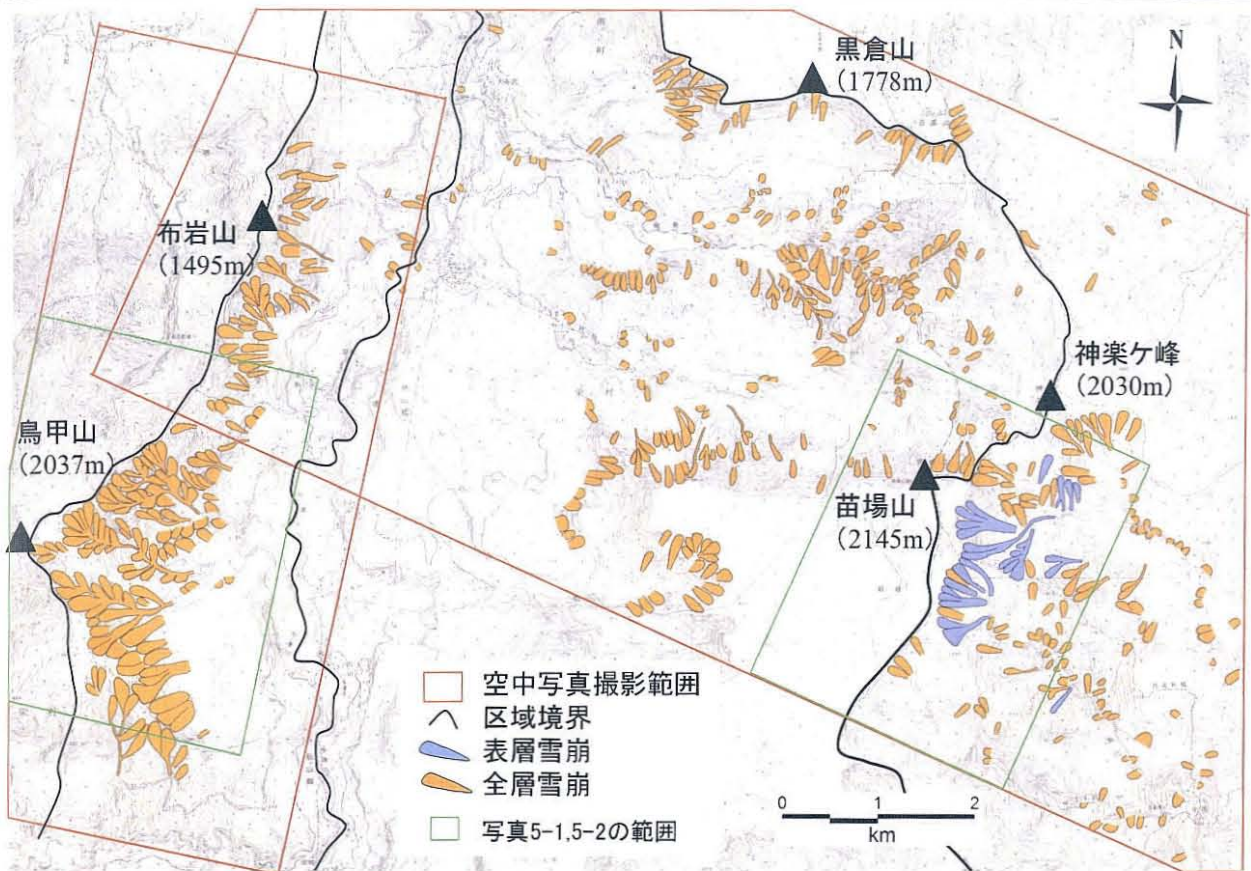 黒倉山
(1778m)
N
布岩山
(1495m)
神楽ケ峰
(2030m)
鳥甲山
(2037m)
苗場山
(2145m)
空中写真撮影範囲
区域境界
表層雪崩
全層雪崩
写真5-1,5-2の範囲
0 1 2
km